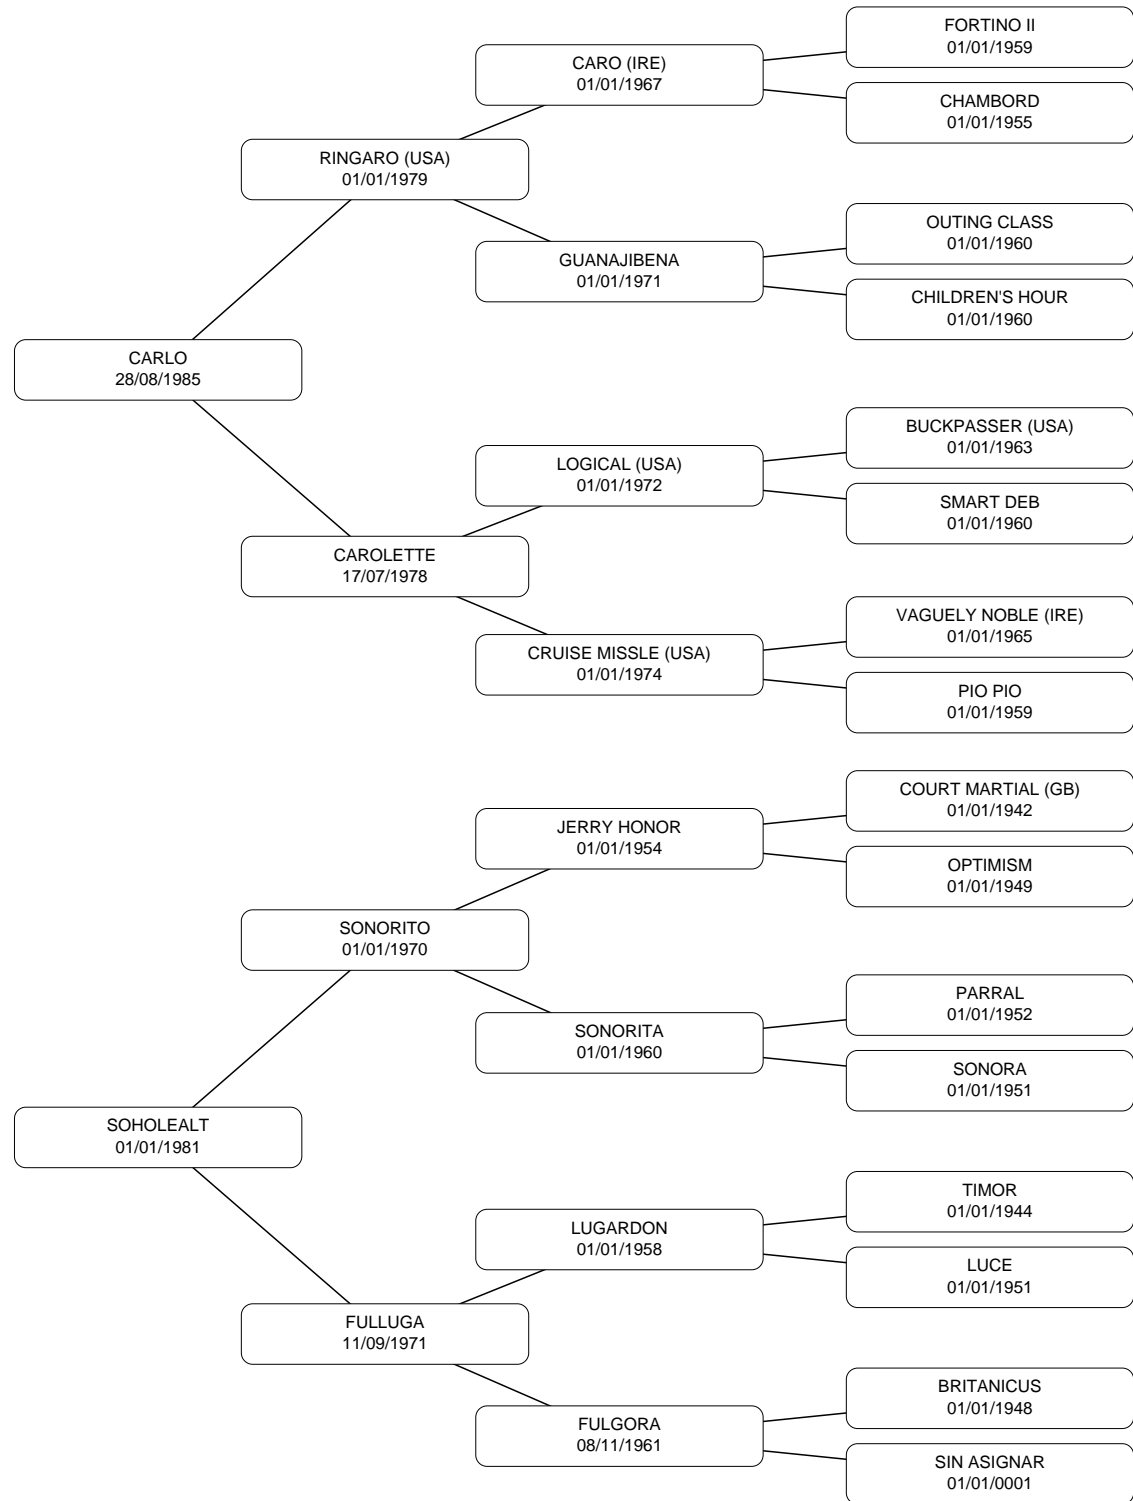 FORTINO II
01/01/1959
CARO (IRE)
01/01/1967
CHAMBORD
01/01/1955
RINGARO (USA)
01/01/1979
OUTING CLASS
01/01/1960
GUANAJIBENA
01/01/1971
CHILDREN'S HOUR
01/01/1960
CARLO
28/08/1985
BUCKPASSER (USA)
01/01/1963
LOGICAL (USA)
01/01/1972
SMART DEB
01/01/1960
CAROLETTE
17/07/1978
VAGUELY NOBLE (IRE)
01/01/1965
CRUISE MISSLE (USA)
01/01/1974
PIO PIO
01/01/1959
COURT MARTIAL (GB)
01/01/1942
JERRY HONOR
01/01/1954
OPTIMISM
01/01/1949
SONORITO
01/01/1970
PARRAL
01/01/1952
SONORITA
01/01/1960
SONORA
01/01/1951
SOHOLEALT
01/01/1981
TIMOR
01/01/1944
LUGARDON
01/01/1958
LUCE
01/01/1951
FULLUGA
11/09/1971
BRITANICUS
01/01/1948
FULGORA
08/11/1961
SIN ASIGNAR
01/01/0001